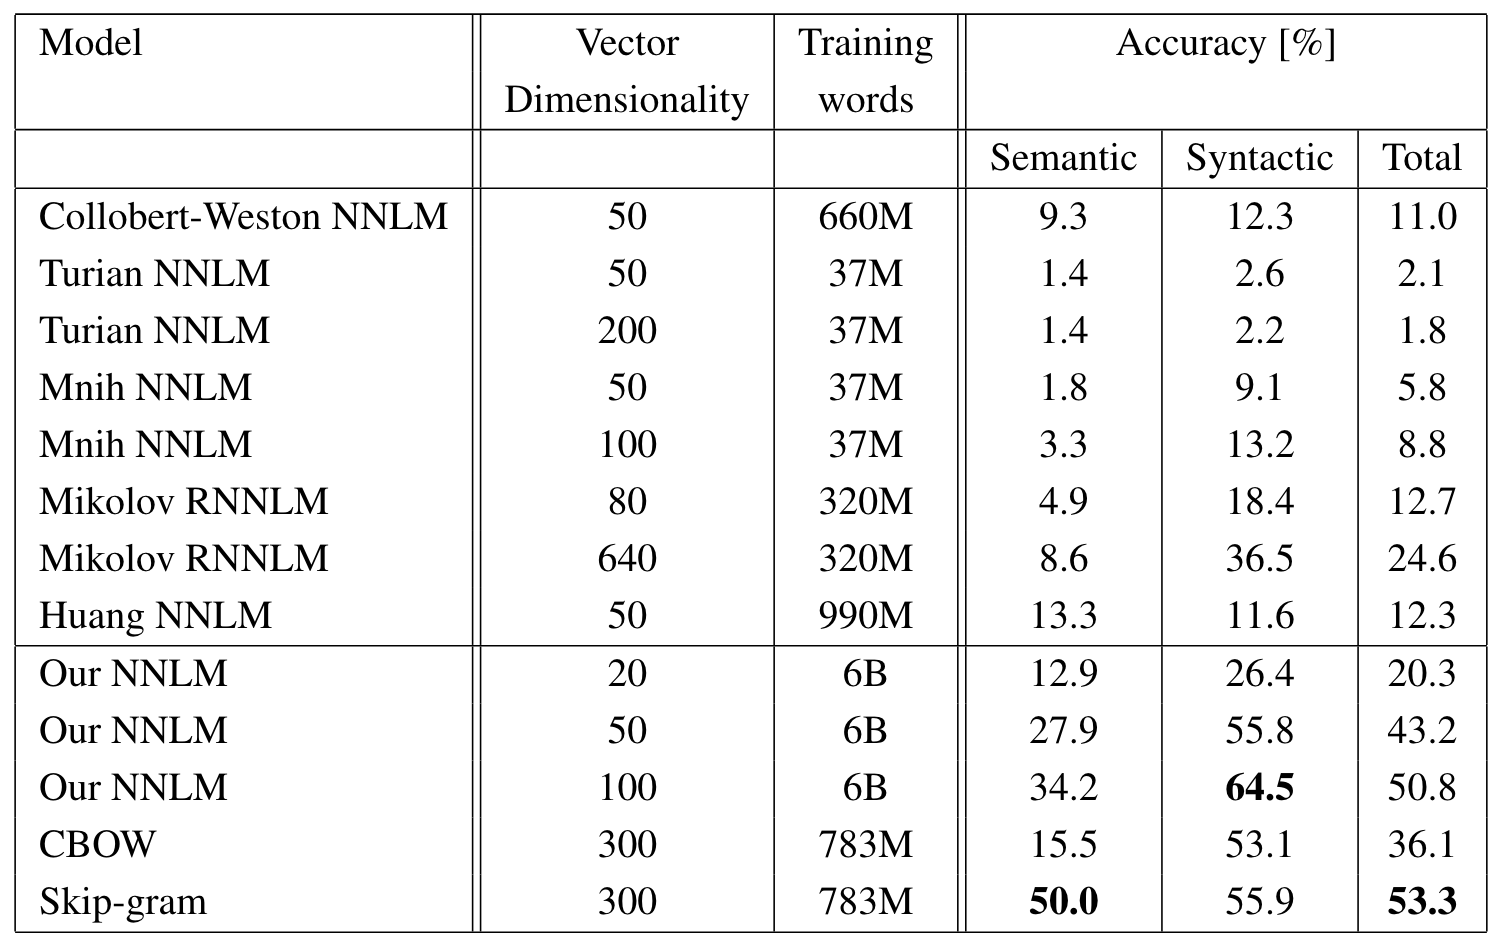 Model Vector Training Accuracy [%]
Dimensionality words
Semantic Syntactic Total
Collobert-Weston NNLM 50 660M 9.3 12.3 11.0
Turian NNLM 50 37M 1.4 2.6 2.1
Turian NNLM 200 37M 1.4 2.2 1.8
Mnih NNLM 50 37M 1.8 9.1 5.8
Mnih NNLM 100 37M 3.3 13.2 8.8
Mikolov RNNLM 80 320M 4.9 18.4 12.7
Mikolov RNNLM 640 320M 8.6 36.5 24.6
Huang NNLM 50 990M 13.3 11.6 12.3
Our NNLM 20 6B 12.9 26.4 20.3
Our NNLM 50 6B 27.9 55.8 43.2
Our NNLM 100 6B 34.2 64.5 50.8
CBOW 300 783M 15.5 53.1 36.1
Skip-gram 300 783M 50.0 55.9 53.3